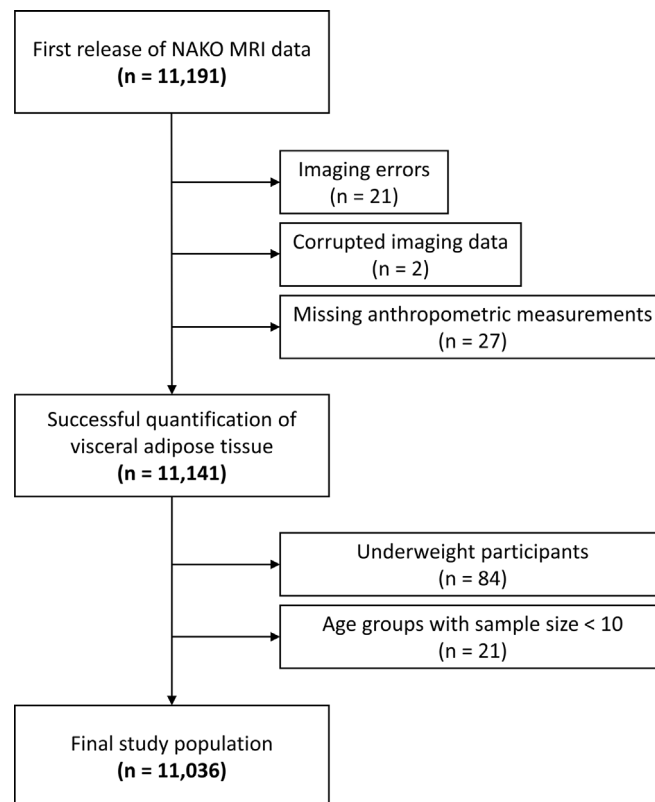 First release of NAKO MRI data
(n = 11,191)
Imaging errors
(n = 21)
Corrupted imaging data
(n = 2)
Missing anthropometric measurements
(n = 27)
Successful quantification of
visceral adipose tissue
(n = 11,141)
Underweight participants
(n = 84)
Age groups with sample size < 10
(n = 21)
Final study population
(n = 11,036)